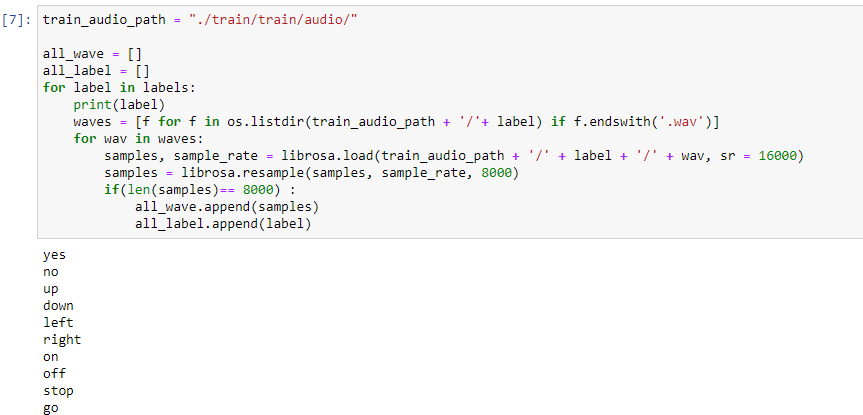 [7]: train_audio_path = "./train/train/audio/"
all_wave = []
all_label = []
for label in labels:
    print(label)
    waves = [f for f in os.listdir(train_audio_path + '/'+ label) if f.endswith('.wav')]
    for wav in waves:
        samples, sample_rate = librosa.load(train_audio_path + '/' + label + '/' + wav, sr = 16000)
        samples = librosa.resample(samples, sample_rate, 8000)
        if(len(samples)== 8000) :
            all_wave.append(samples)
            all_label.append(label)
yes
no
up
down
left
right
on
off
stop
go